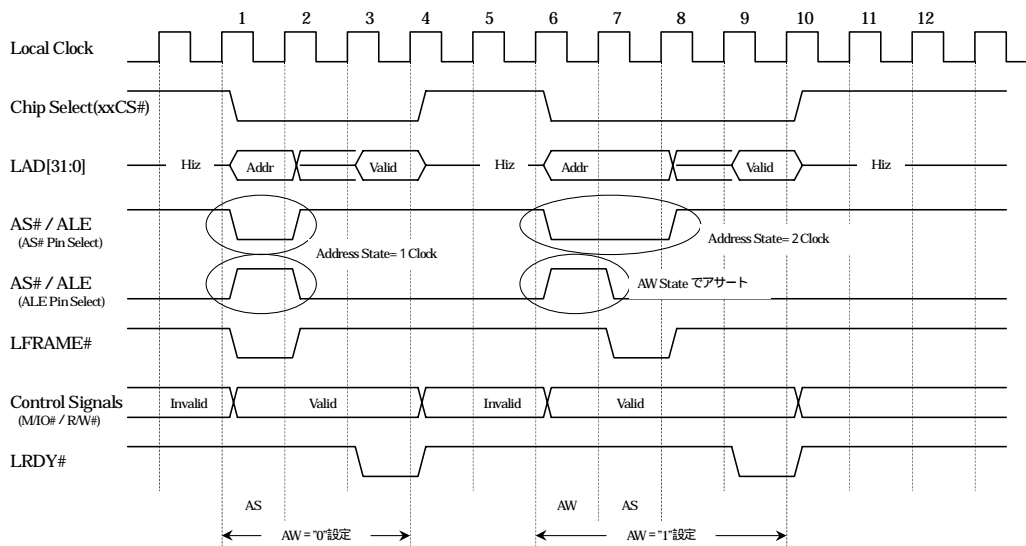 1 2 3 4 5 6 7 8 9 10 11 12
Local Clock
Chip Select(xxCS#)
LAD[31:0]
Hiz Addr Valid Hiz Addr Valid Hiz
AS# / ALE
(AS# Pin Select)
Address State= 1 Clock
Address State= 2 Clock
AS# / ALE
(ALE Pin Select)
AW State でアサート
LFRAME#
Control Signals
(M/IO# / R/W#)
Invalid Valid Invalid Valid
LRDY#
AS AW AS
AW = "0"設定 AW = "1"設定